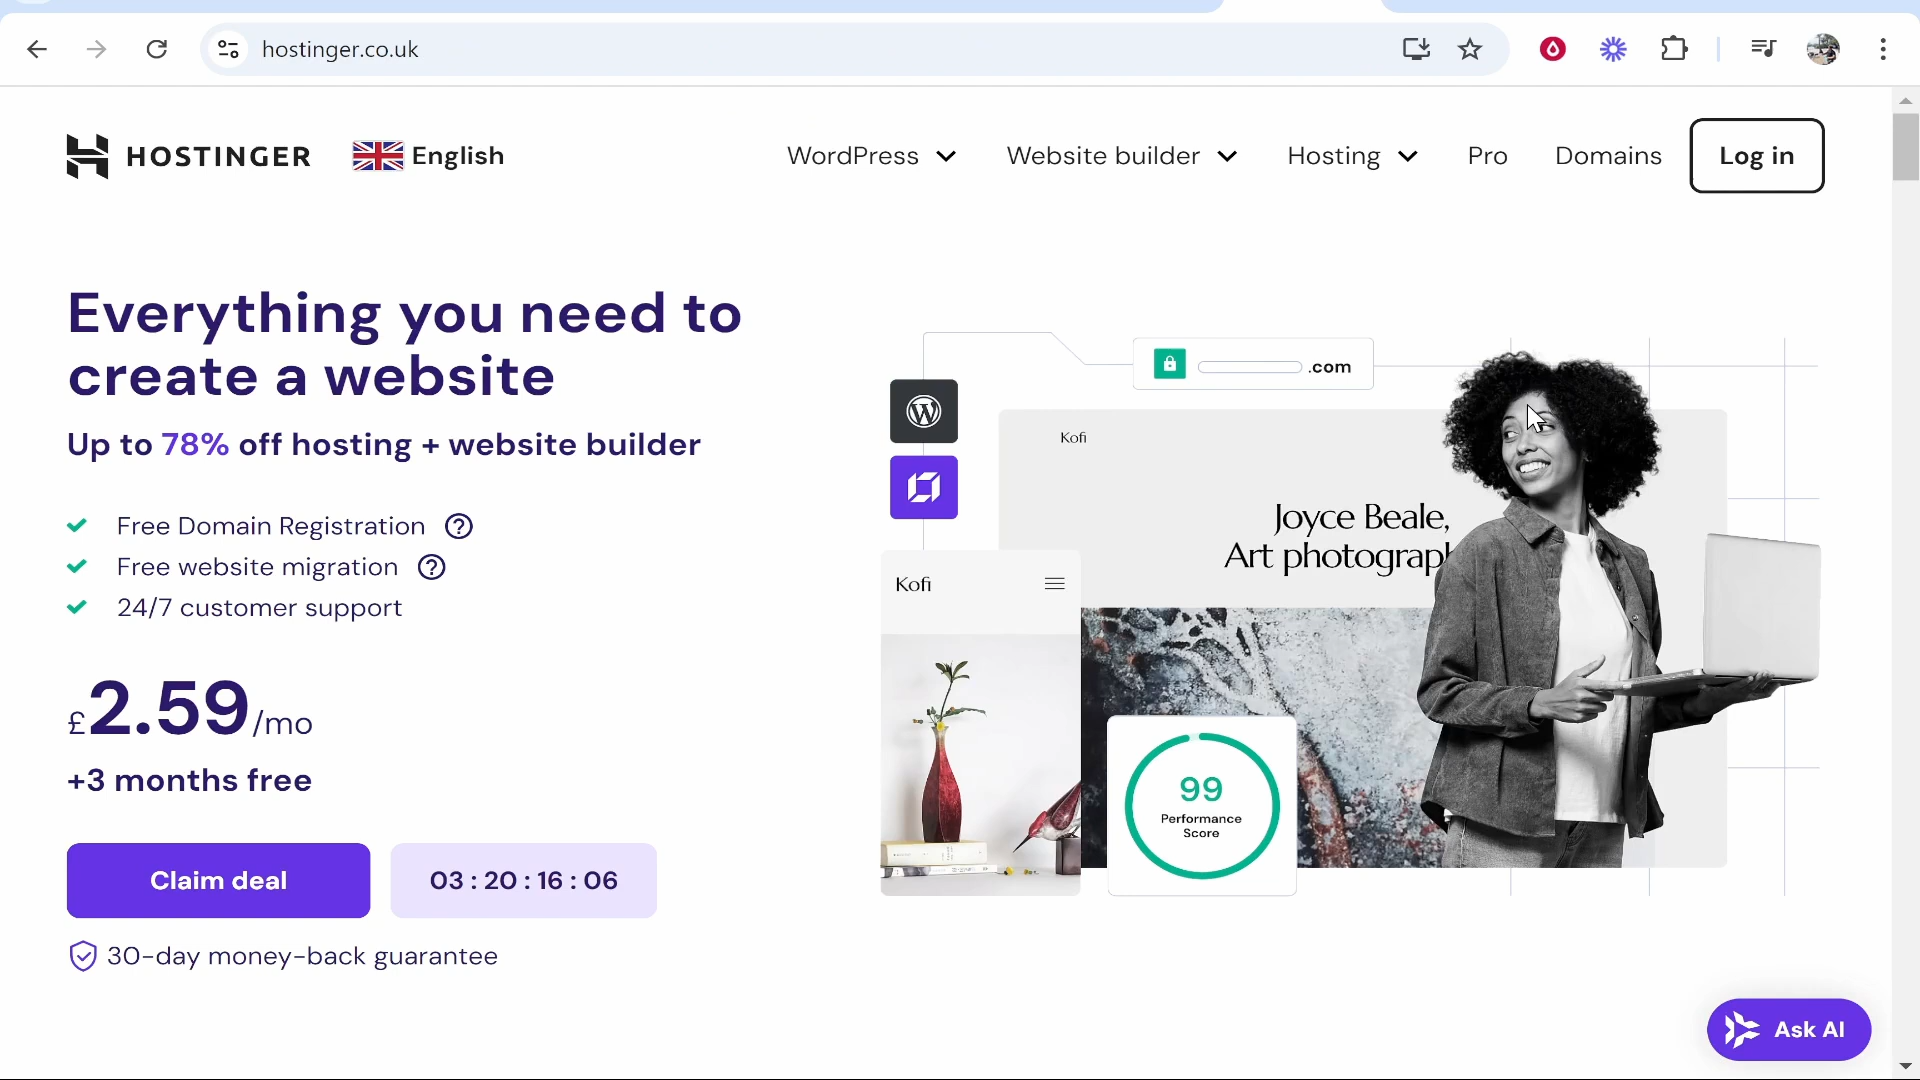 hostinger.co.uk
HOSTINGER English WordPress Website builder Hosting Pro Domains Log in
Everything you need to
create a website
Up to 78% off hosting + website builder
Free Domain Registration ?
Free website migration ?
24/7 customer support
£2.59/mo
+3 months free
Claim deal 03 : 20 : 16 : 06
30-day money-back guarantee
.com
Kofi
Joyce Beale,
Art photograph
Kofi
99
Performance
Score
Ask AI